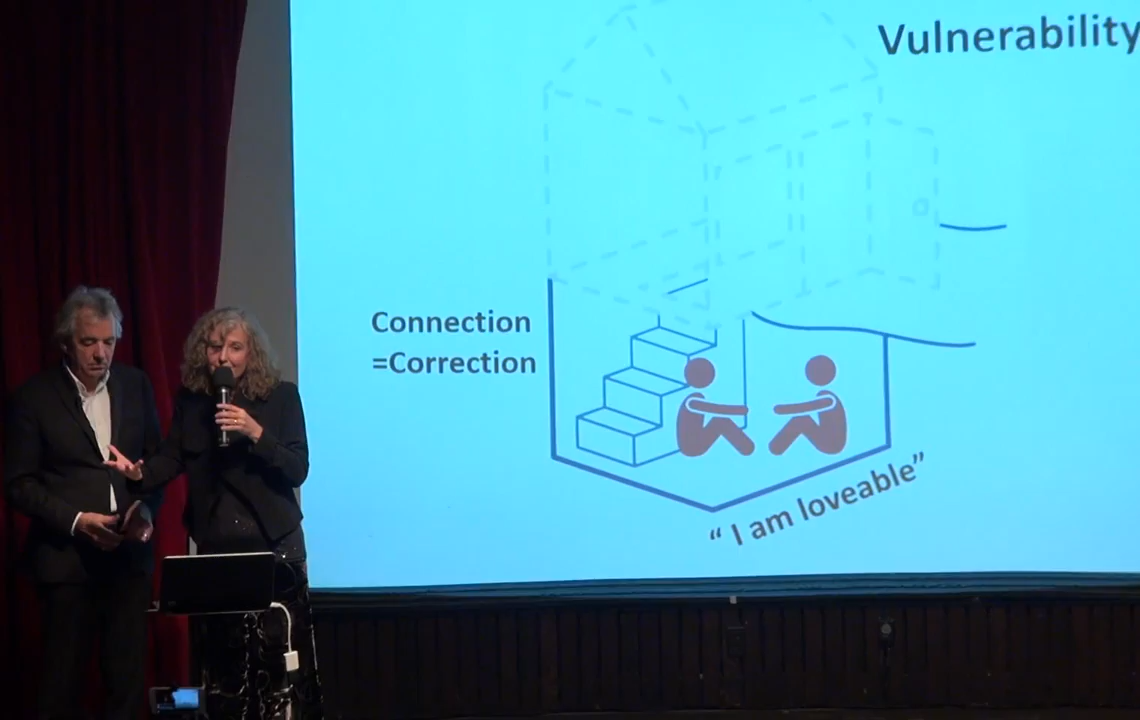 Vulnerability
Connection
=Correction
“ I am loveable”